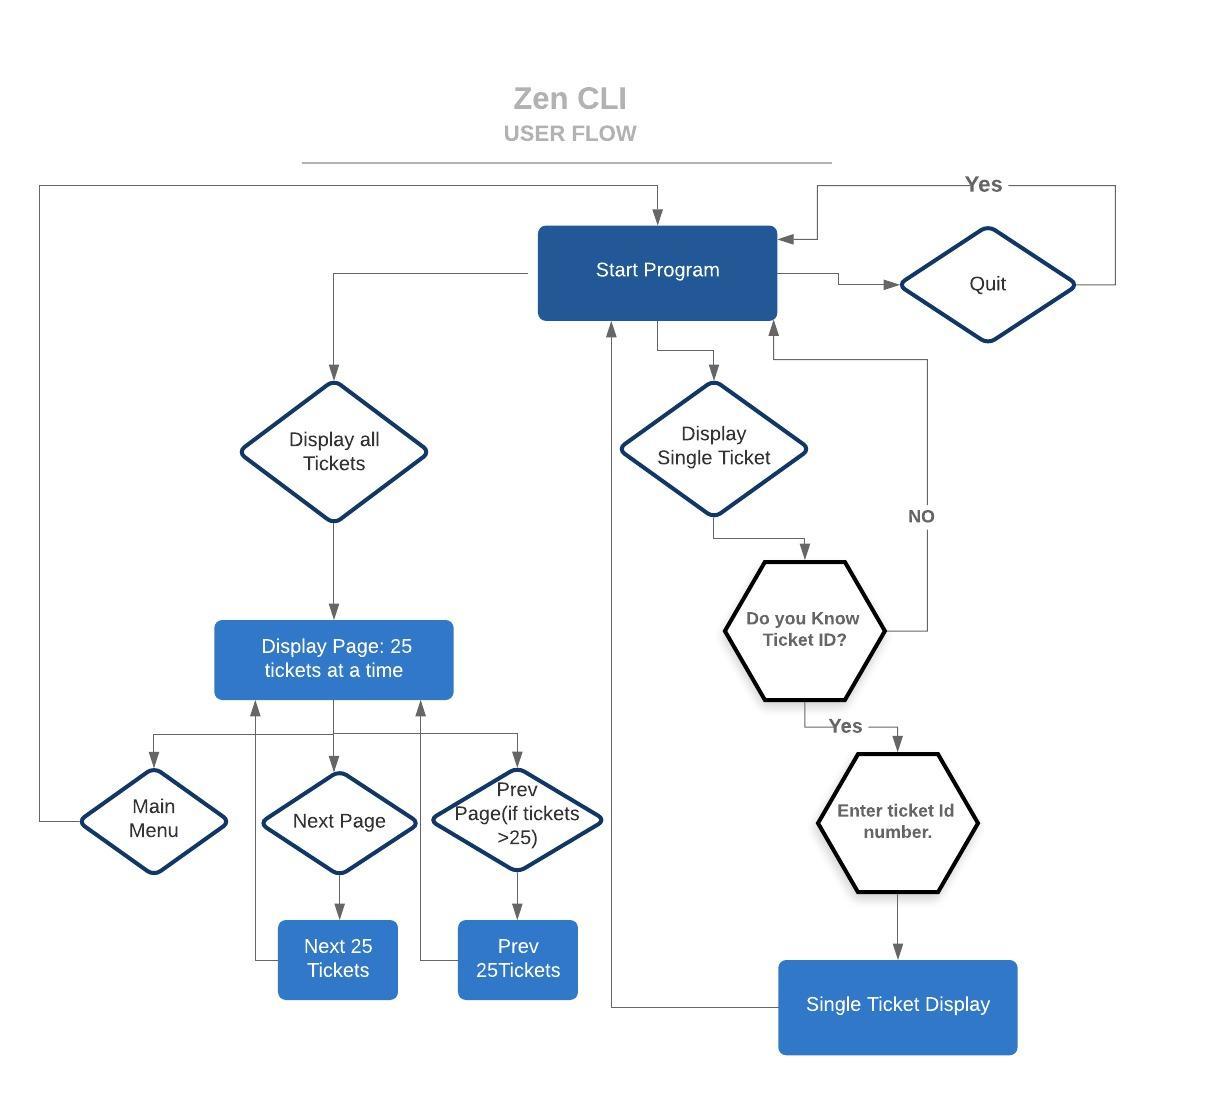 Zen CLI
USER FLOW
Yes
Start Program
Quit
Display all
Tickets
Display
Single Ticket
NO
Do you Know
Ticket ID?
Display Page: 25
tickets at a time
Yes
Main
Menu
Next Page
Prev
Page(if tickets
>25)
Enter ticket Id
number.
Next 25
Tickets
Prev
25Tickets
Single Ticket Display